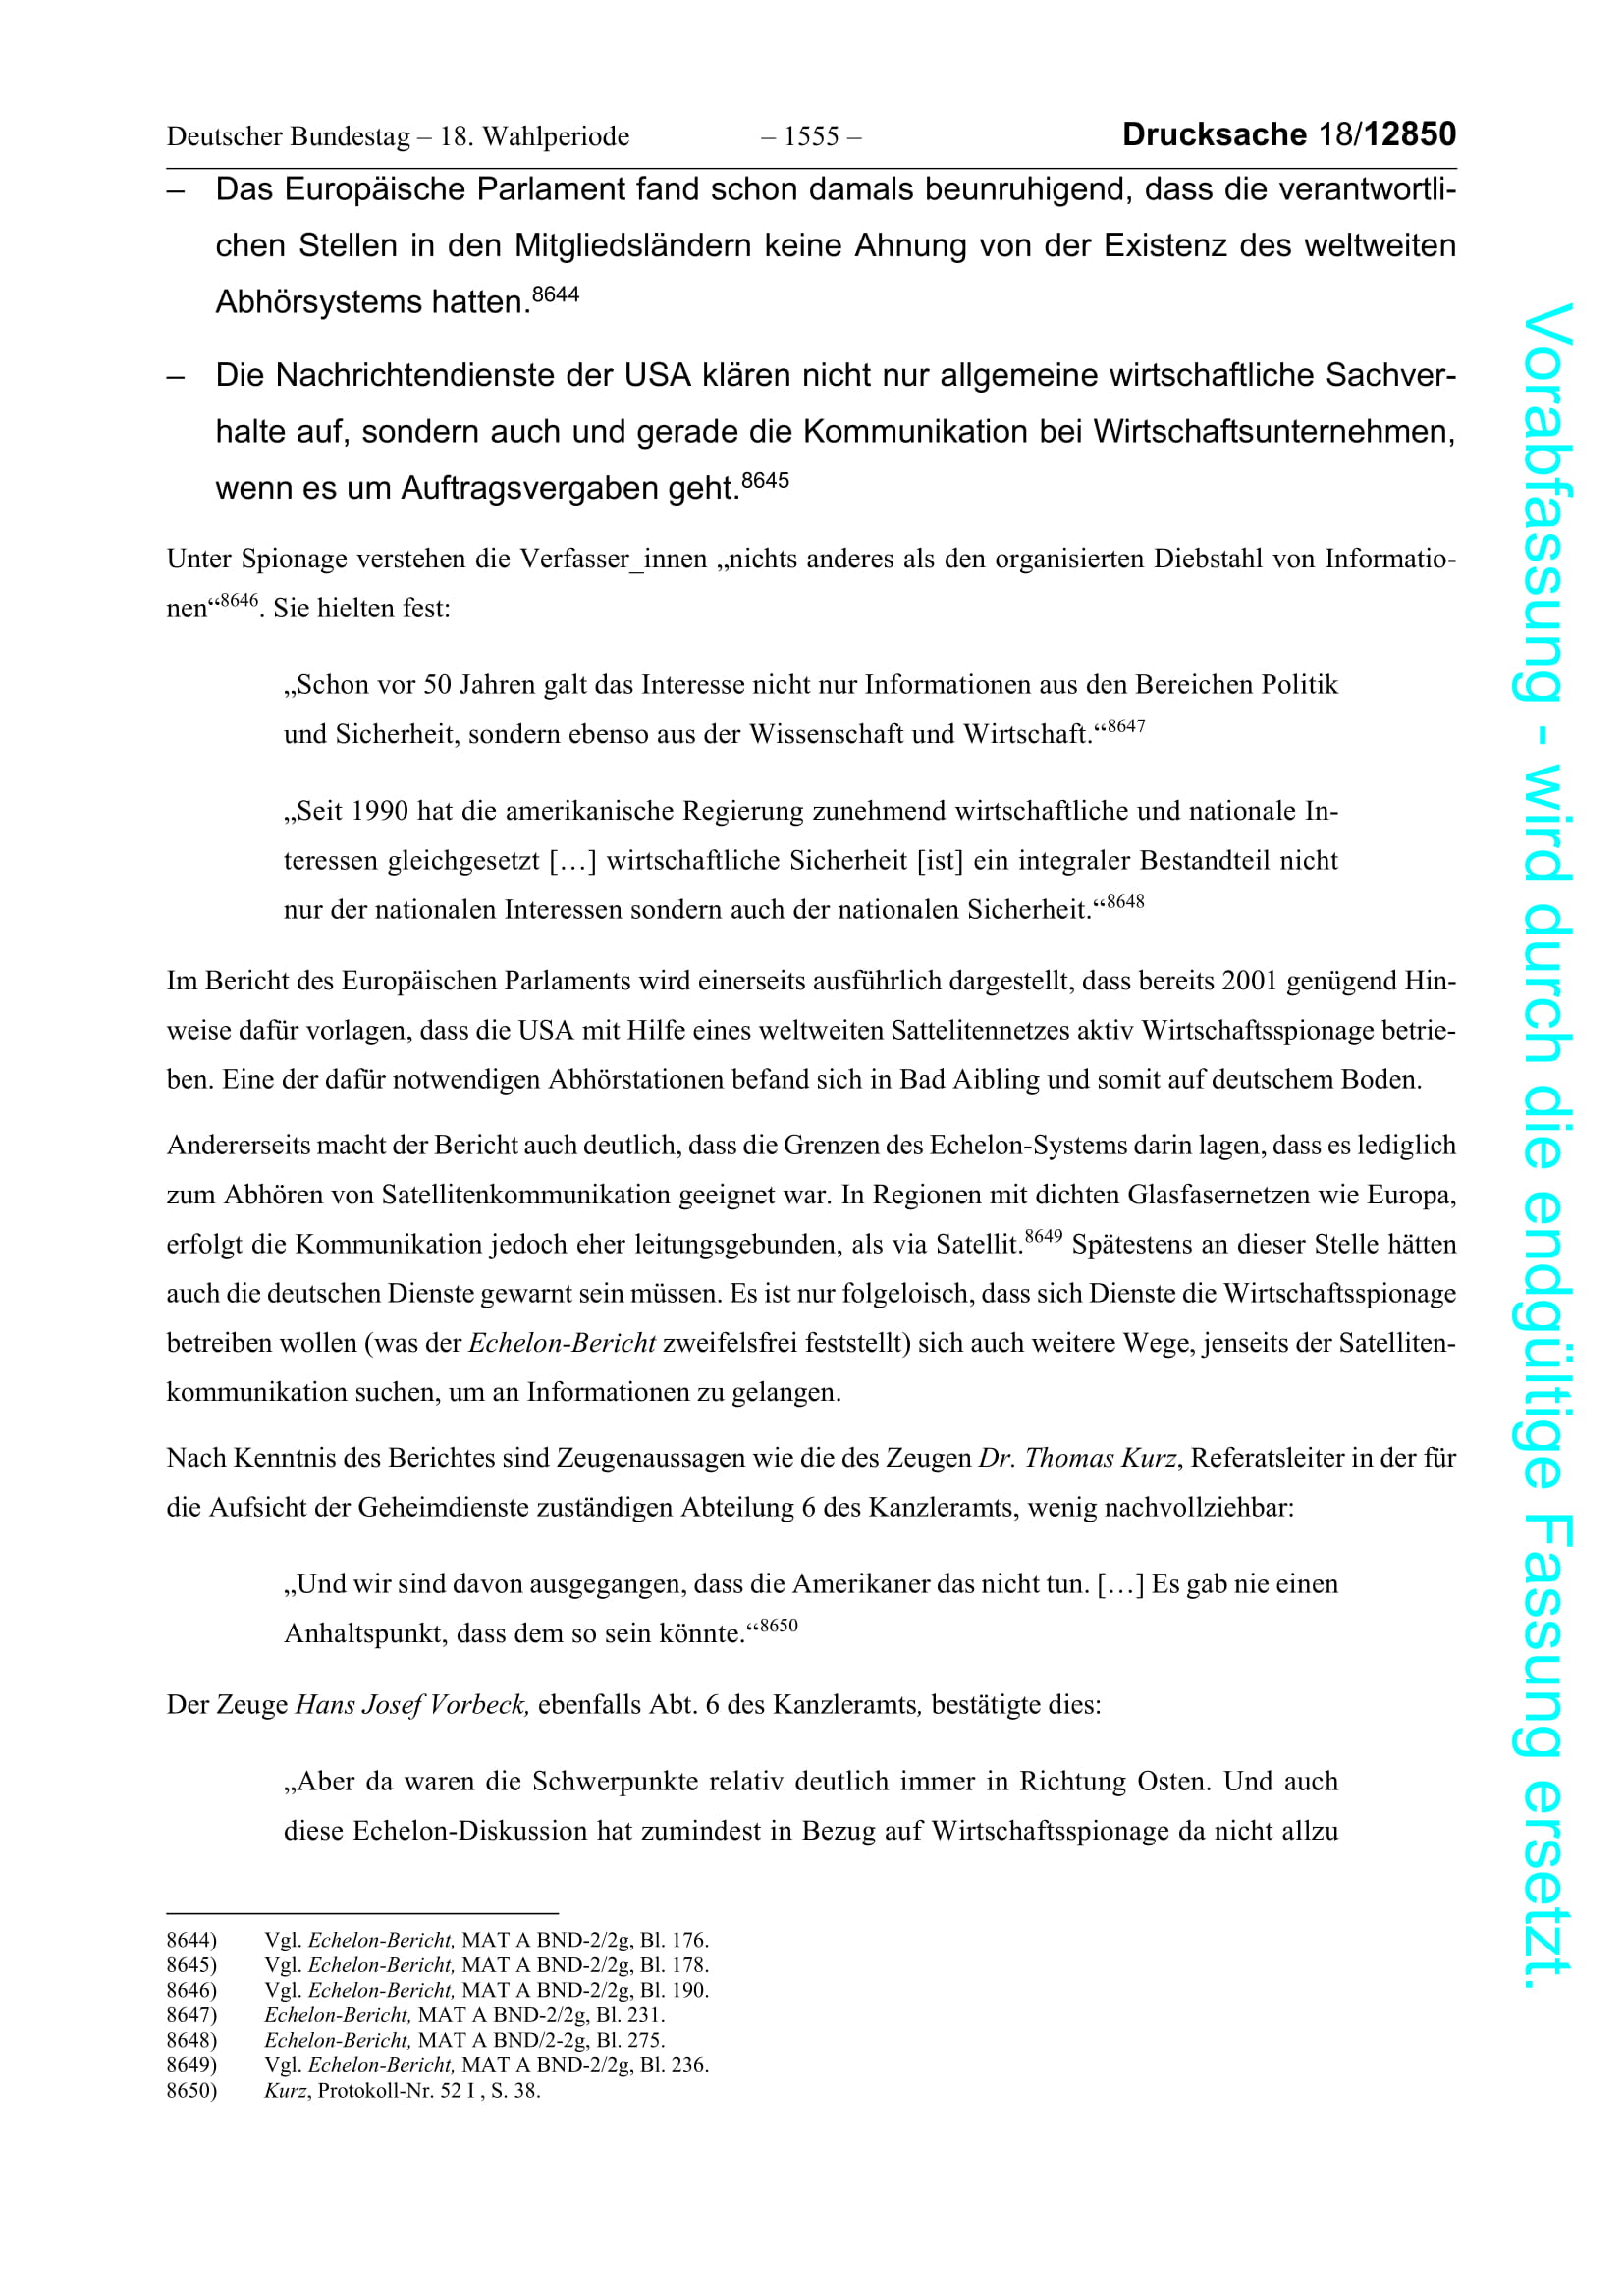 Deutscher Bundestag – 18. Wahlperiode – 1555 – Drucksache 18/12850
– Das Europäische Parlament fand schon damals beunruhigend, dass die verantwortli-
chen Stellen in den Mitgliedsländern keine Ahnung von der Existenz des weltweiten
Abhörsystems hatten.8644
– Die Nachrichtendienste der USA klären nicht nur allgemeine wirtschaftliche Sachver-
halte auf, sondern auch und gerade die Kommunikation bei Wirtschaftsunternehmen,
wenn es um Auftragsvergaben geht.8645
Unter Spionage verstehen die Verfasser_innen „nichts anderes als den organisierten Diebstahl von Informatio-
nen“8646. Sie hielten fest:
„Schon vor 50 Jahren galt das Interesse nicht nur Informationen aus den Bereichen Politik
und Sicherheit, sondern ebenso aus der Wissenschaft und Wirtschaft.“8647
„Seit 1990 hat die amerikanische Regierung zunehmend wirtschaftliche und nationale In-
teressen gleichgesetzt […] wirtschaftliche Sicherheit [ist] ein integraler Bestandteil nicht
nur der nationalen Interessen sondern auch der nationalen Sicherheit.“8648
Im Bericht des Europäischen Parlaments wird einerseits ausführlich dargestellt, dass bereits 2001 genügend Hin-
weise dafür vorlagen, dass die USA mit Hilfe eines weltweiten Sattelitennetzes aktiv Wirtschaftsspionage betrie-
ben. Eine der dafür notwendigen Abhörstationen befand sich in Bad Aibling und somit auf deutschem Boden.
Andererseits macht der Bericht auch deutlich, dass die Grenzen des Echelon-Systems darin lagen, dass es lediglich
zum Abhören von Satellitenkommunikation geeignet war. In Regionen mit dichten Glasfasernetzen wie Europa,
erfolgt die Kommunikation jedoch eher leitungsgebunden, als via Satellit.8649 Spätestens an dieser Stelle hätten
auch die deutschen Dienste gewarnt sein müssen. Es ist nur folgeloisch, dass sich Dienste die Wirtschaftsspionage
betreiben wollen (was der Echelon-Bericht zweifelsfrei feststellt) sich auch weitere Wege, jenseits der Satelliten-
kommunikation suchen, um an Informationen zu gelangen.
Nach Kenntnis des Berichtes sind Zeugenaussagen wie die des Zeugen Dr. Thomas Kurz, Referatsleiter in der für
die Aufsicht der Geheimdienste zuständigen Abteilung 6 des Kanzleramts, wenig nachvollziehbar:
„Und wir sind davon ausgegangen, dass die Amerikaner das nicht tun. […] Es gab nie einen
Anhaltspunkt, dass dem so sein könnte.“8650
Der Zeuge Hans Josef Vorbeck, ebenfalls Abt. 6 des Kanzleramts, bestätigte dies:
„Aber da waren die Schwerpunkte relativ deutlich immer in Richtung Osten. Und auch
diese Echelon-Diskussion hat zumindest in Bezug auf Wirtschaftsspionage da nicht allzu
8644) Vgl. Echelon-Bericht, MAT A BND-2/2g, Bl. 176.
8645) Vgl. Echelon-Bericht, MAT A BND-2/2g, Bl. 178.
8646) Vgl. Echelon-Bericht, MAT A BND-2/2g, Bl. 190.
8647) Echelon-Bericht, MAT A BND-2/2g, Bl. 231.
8648) Echelon-Bericht, MAT A BND/2-2g, Bl. 275.
8649) Vgl. Echelon-Bericht, MAT A BND-2/2g, Bl. 236.
8650) Kurz, Protokoll-Nr. 52 I , S. 38.
Vorabfassung - wird durch die endgültige Fassung ersetzt.